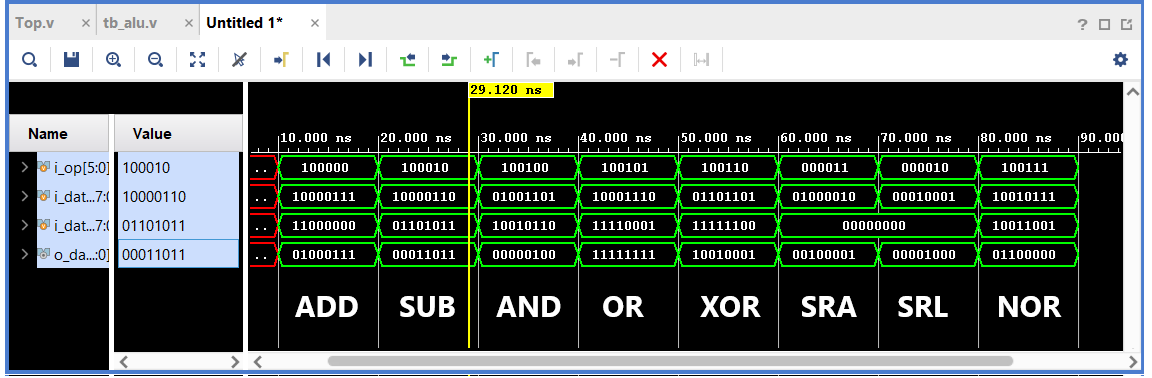 Top.v × tb_alu.v × Untitled 1* × ?
29.120 ns
Name Value
10.000 ns 20.000 ns 30.000 ns 40.000 ns 50.000 ns 60.000 ns 70.000 ns 80.000 ns 90.000
i_op[5:0] 100010 .. 100000 100010 100100 100101 100110 000011 000010 100111
i_dat...7:0 10000110 .. 10000111 10000110 01001101 10001110 01101101 01000010 00010001 10010111
i_dat...7:0 01101011 .. 11000000 01101011 10010110 11110001 11111100 00000000 10011001
o_da...:0] 00011011 .. 01000111 00011011 00000100 11111111 10010001 00100001 00001000 01100000
ADD SUB AND OR XOR SRA SRL NOR